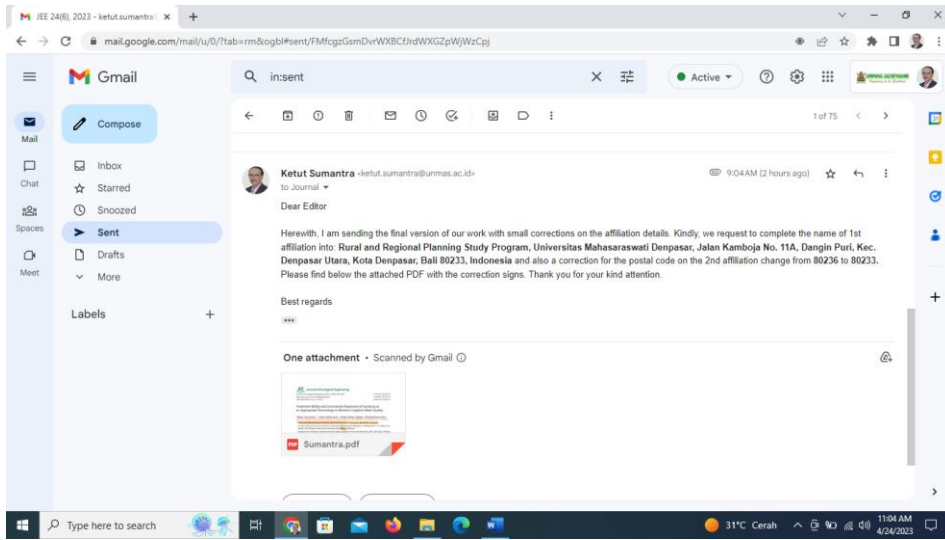 JEE 24(6), 2023 - ketut.sumantra
mail.google.com/mail/u/0/?tab=rm&ogbl#sent/FMfcgzGsmDvrWXBCfJrdWXGZpWjWzCpj
Gmail
in:sent
Active
Compose
1 of 75
Mail
Inbox
Chat
Starred
Snoozed
Spaces
Sent
Drafts
Meet
More
Labels
Ketut Sumantra <ketut.sumantra@unmas.ac.id>
9:04 AM (2 hours ago)
to Journal
Dear Editor
Herewith, I am sending the final version of our work with small corrections on the affiliation details. Kindly, we request to complete the name of 1st
affiliation into: Rural and Regional Planning Study Program, Universitas Mahasaraswati Denpasar, Jalan Kamboja No. 11A, Dangin Puri, Kec.
Denpasar Utara, Kota Denpasar, Bali 80233, Indonesia and also a correction for the postal code on the 2nd affiliation change from 80236 to 80233.
Please find below the attached PDF with the correction signs. Thank you for your kind attention.
Best regards
One attachment • Scanned by Gmail
PDF Sumantra.pdf
Type here to search
31°C Cerah
11:04 AM
4/24/2023